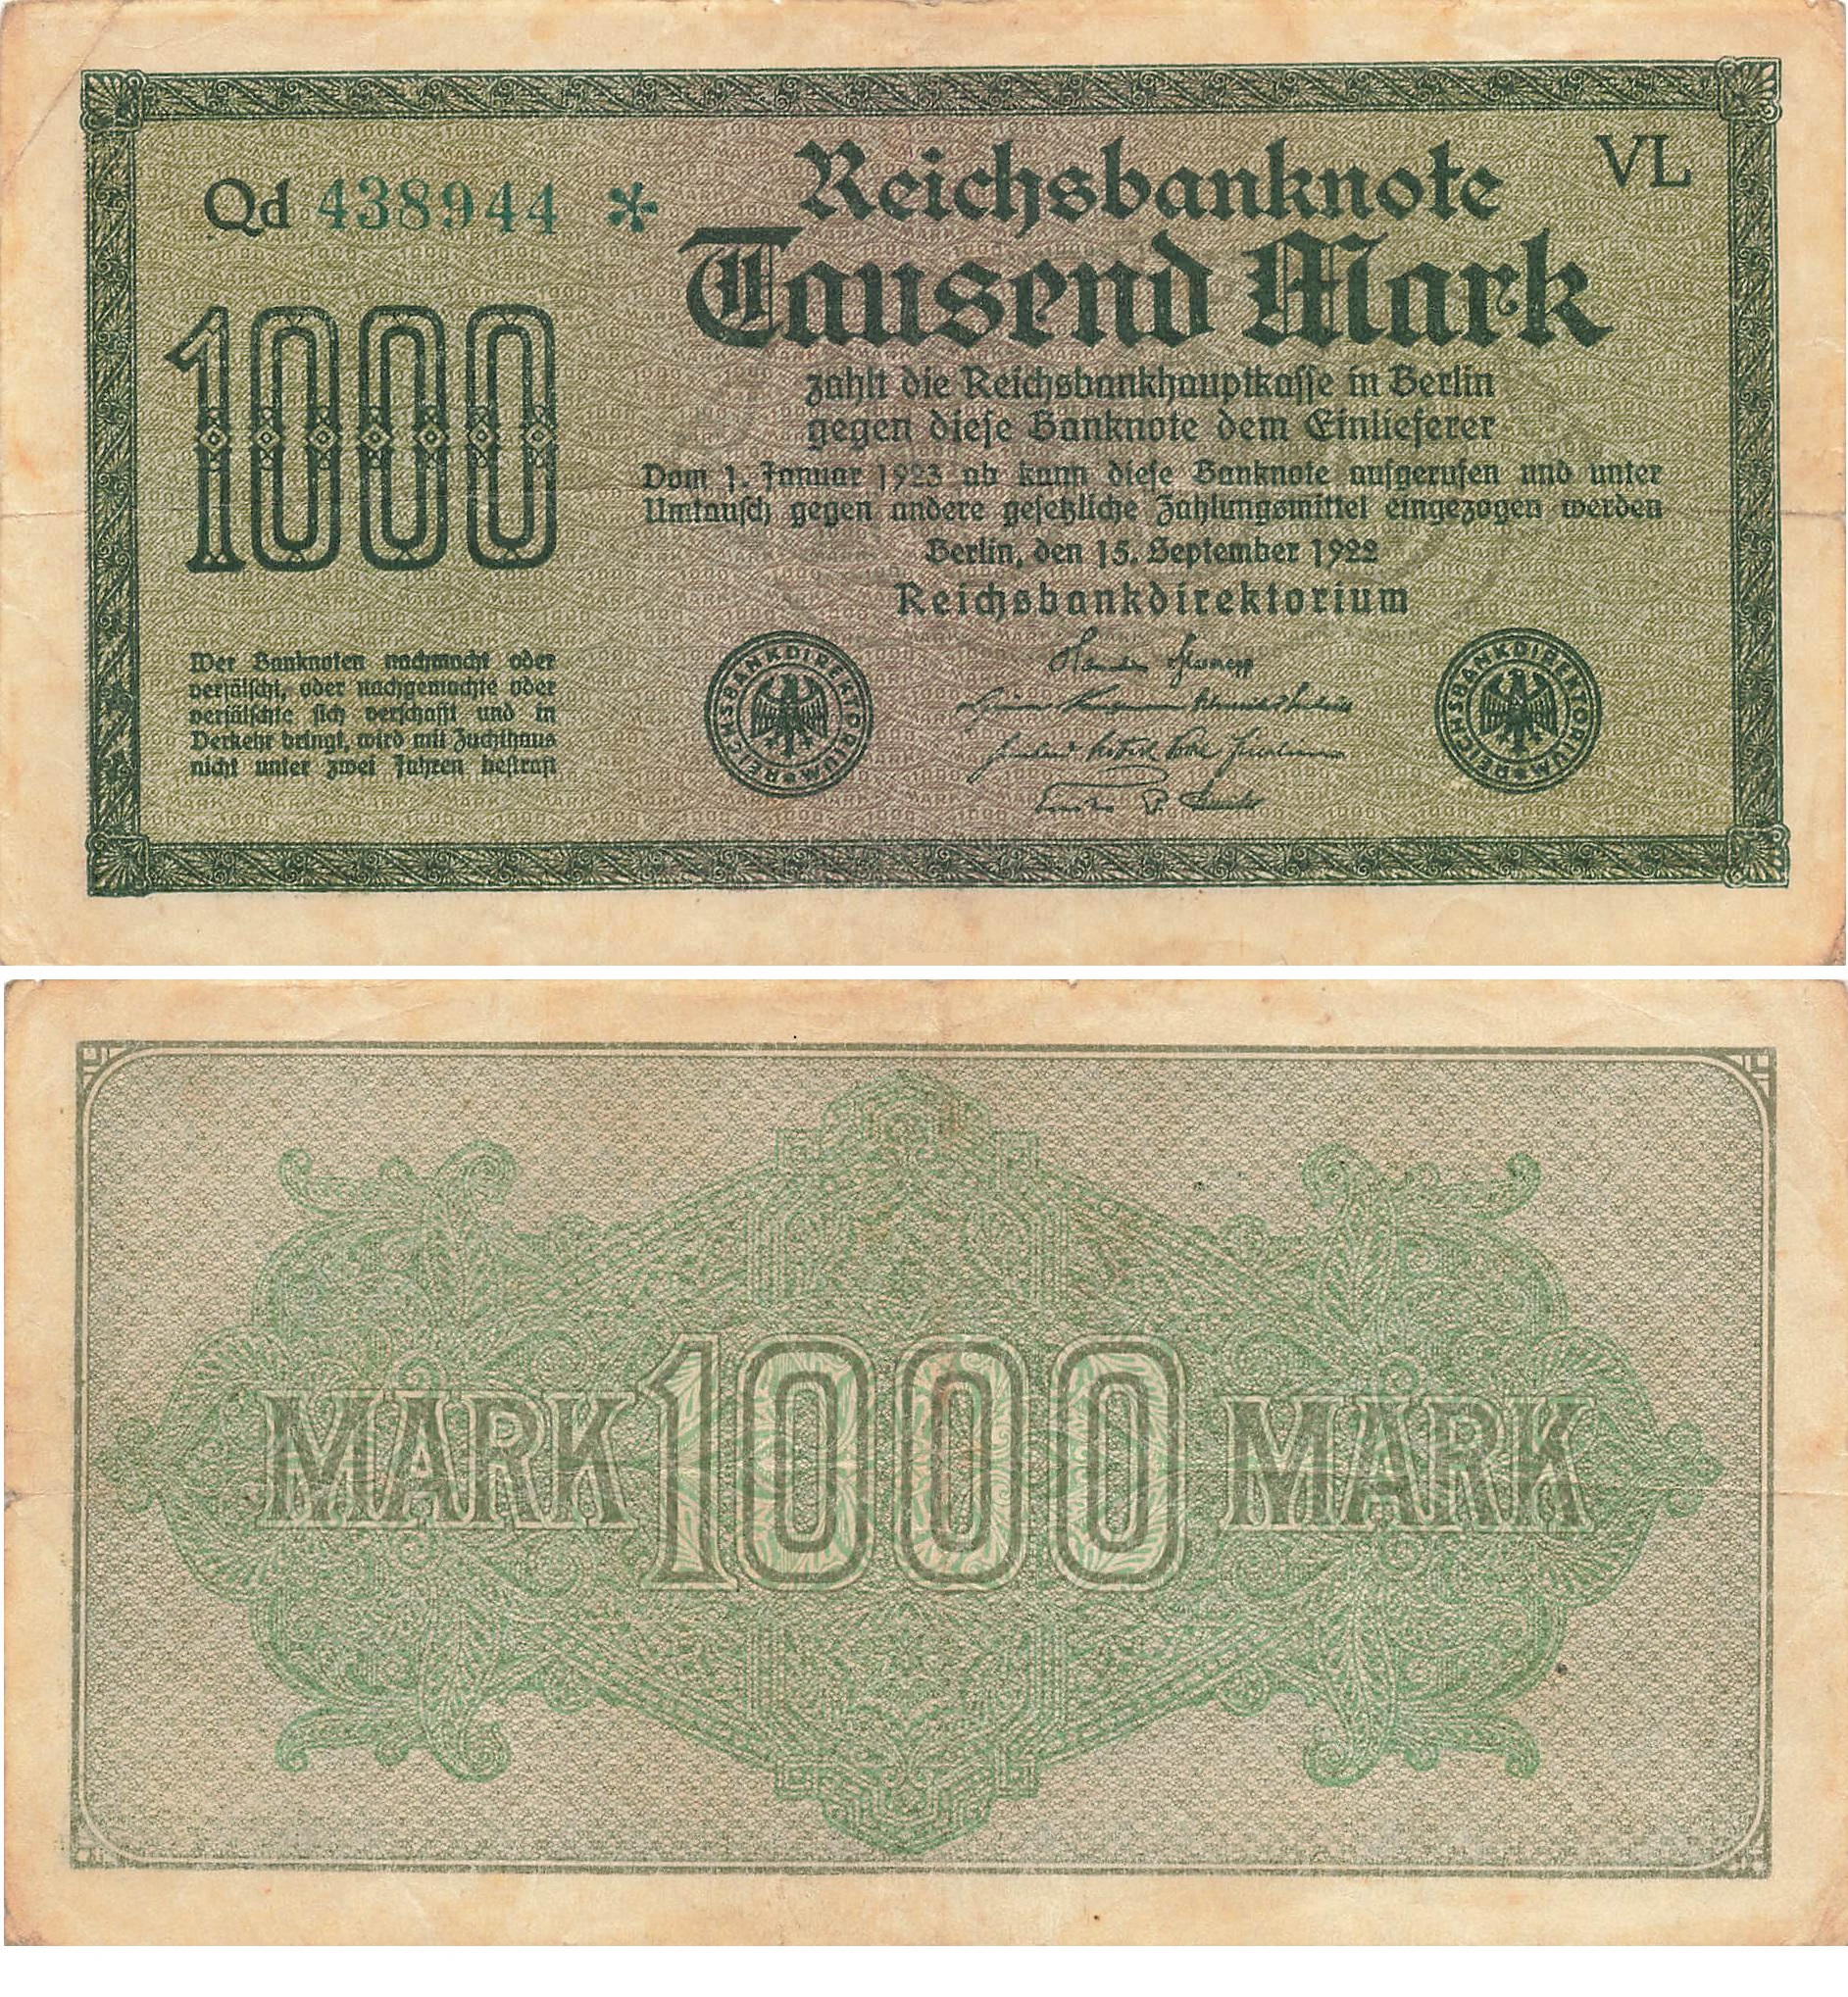 Qd 438944 *
VL
Reichsbanknote
Tausend Mark
1000
zahlt die Reichsbankhauptkasse in Berlin
gegen diese Banknote dem Einlieferer
Vom 1. Januar 1923 ab kann diese Banknote aufgerufen und unter
Umtausch gegen andere gesetzliche Zahlungsmittel eingezogen werden
Berlin, den 15. September 1922
Reichsbankdirektorium
Wer Banknoten nachmacht oder
verfälscht, oder nachgemachte oder
verfälschte sich verschafft und in
Verkehr bringt, wird mit Zuchthaus
nicht unter zwei Jahren bestraft
REICHSBANKDIREKTORIUM
REICHSBANKDIREKTORIUM
MARK 1000 MARK